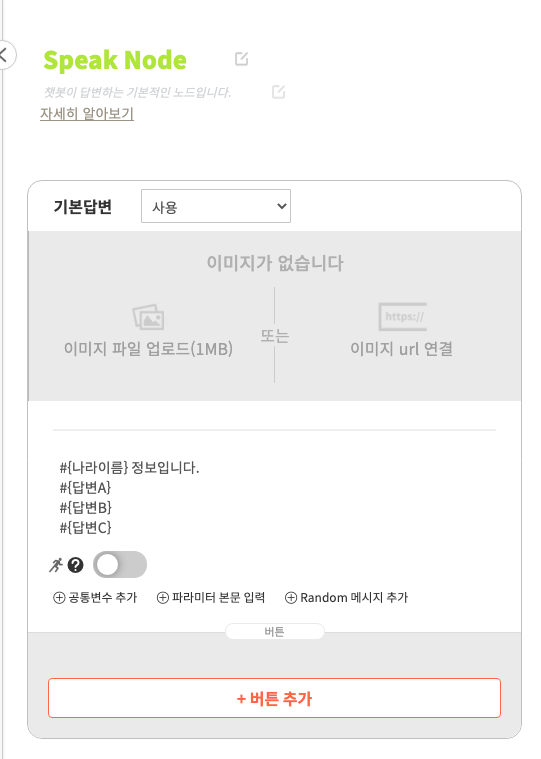 Speak Node
챗봇이 답변하는 기본적인 노드입니다.
자세히 알아보기
기본답변 사용
이미지가 없습니다
https://
또는
이미지 파일 업로드(1MB) 이미지 url 연결
#{나라이름} 정보입니다.
#{답변A}
#{답변B}
#{답변C}
?
공통변수 추가 파라미터 본문 입력 Random 메시지 추가
버튼
+ 버튼 추가